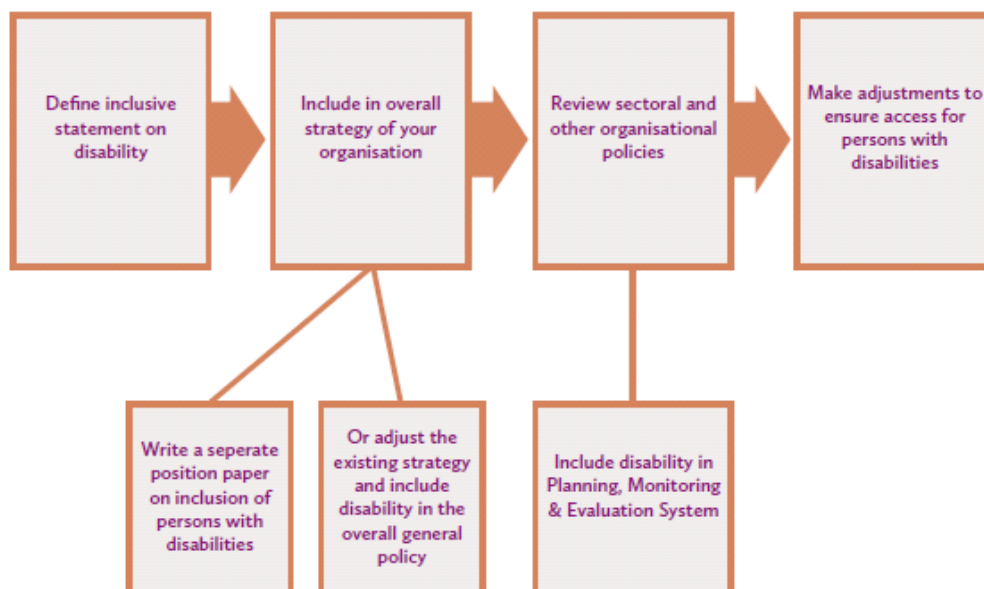 Define inclusive
statement on
disability
Include in overall
strategy of your
organisation
Review sectoral and
other organisational
policies
Make adjustments to
ensure access for
persons with
disabilities
Write a seperate
position paper
on inclusion of
persons with
disabilities
Or adjust the
existing strategy
and include
disability in the
overall general
policy
Include disability in
Planning, Monitoring
& Evaluation System